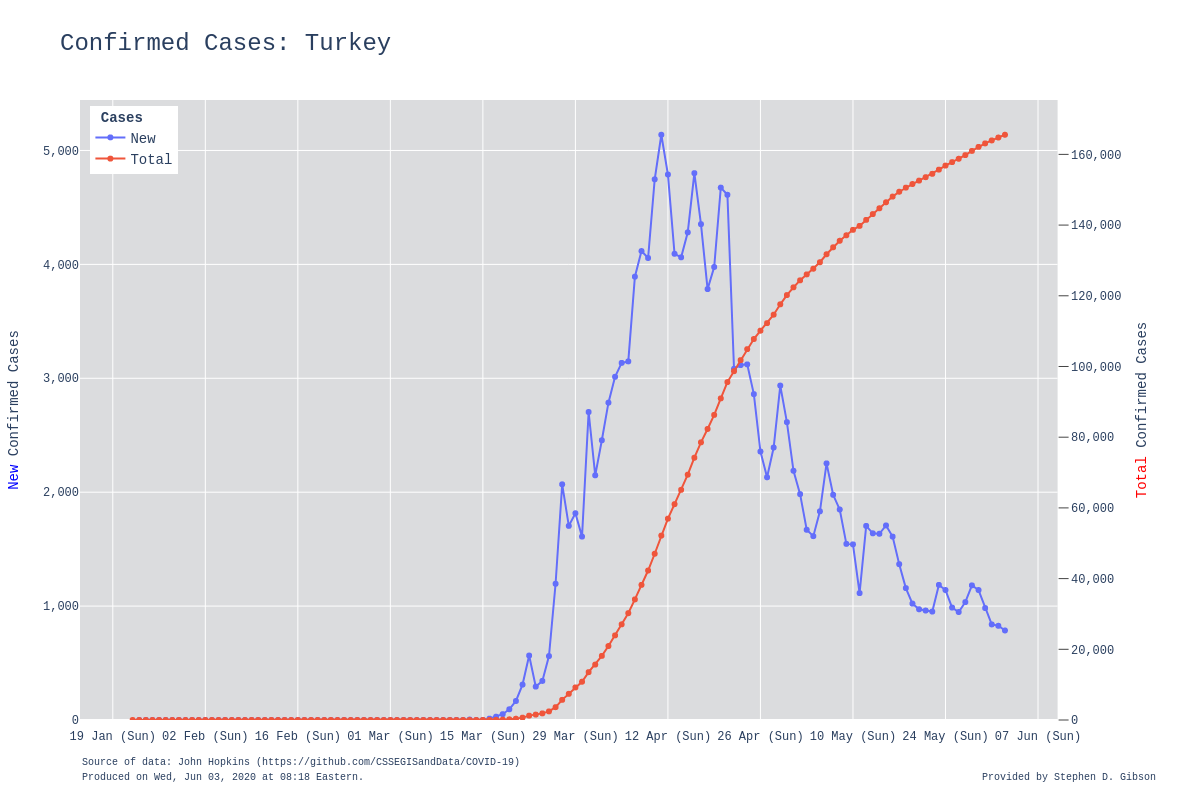 Confirmed Cases: Turkey
Cases
New
Total
5,000
4,000
3,000
2,000
1,000
0
160,000
140,000
120,000
100,000
80,000
60,000
40,000
20,000
0
New Confirmed Cases
Total Confirmed Cases
19 Jan (Sun) 02 Feb (Sun) 16 Feb (Sun) 01 Mar (Sun) 15 Mar (Sun) 29 Mar (Sun) 12 Apr (Sun) 26 Apr (Sun) 10 May (Sun) 24 May (Sun) 07 Jun (Sun)
Source of data: John Hopkins (https://github.com/CSSEGISandData/COVID-19)
Produced on Wed, Jun 03, 2020 at 08:18 Eastern.
Provided by Stephen D. Gibson